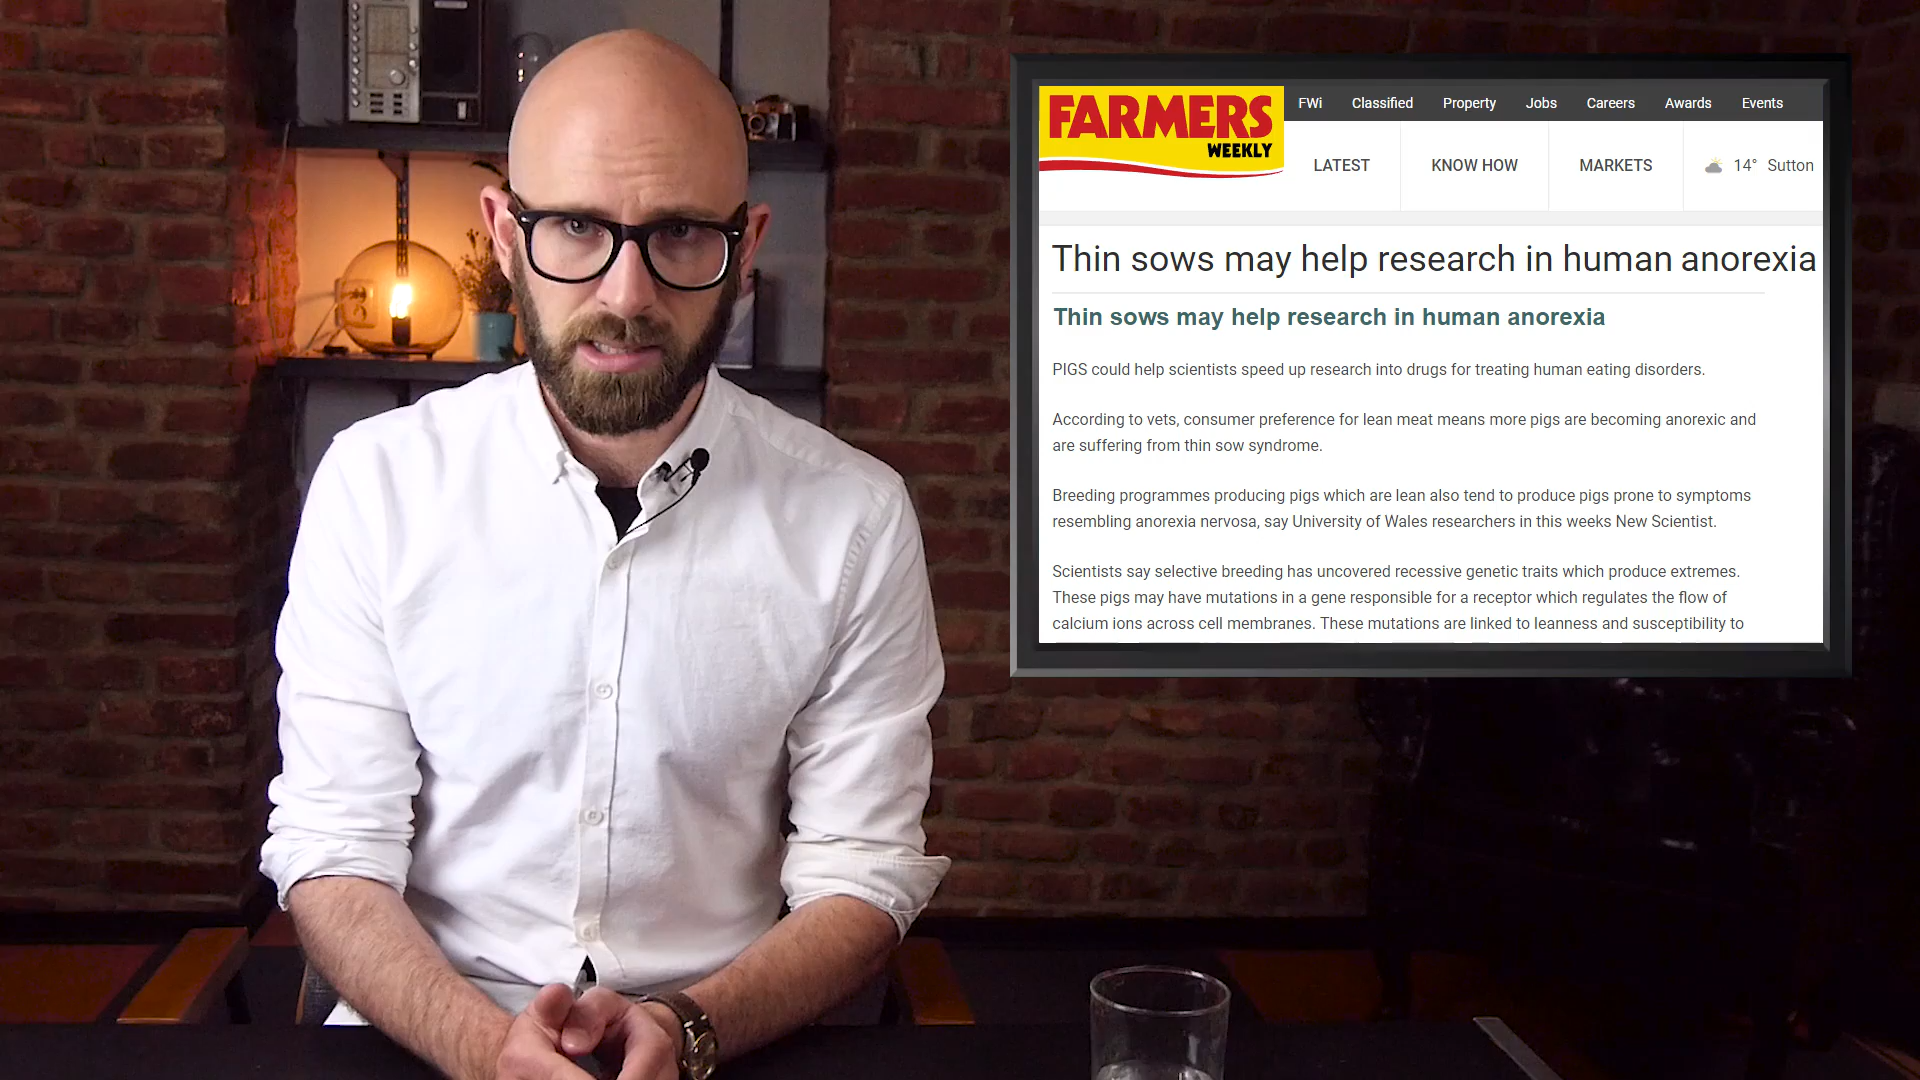 FARMERS
WEEKLY
FWi Classified Property Jobs Careers Awards Events
LATEST KNOW HOW MARKETS 14° Sutton
Thin sows may help research in human anorexia
Thin sows may help research in human anorexia
PIGS could help scientists speed up research into drugs for treating human eating disorders.
According to vets, consumer preference for lean meat means more pigs are becoming anorexic and
are suffering from thin sow syndrome.
Breeding programmes producing pigs which are lean also tend to produce pigs prone to symptoms
resembling anorexia nervosa, say University of Wales researchers in this weeks New Scientist.
Scientists say selective breeding has uncovered recessive genetic traits which produce extremes.
These pigs may have mutations in a gene responsible for a receptor which regulates the flow of
calcium ions across cell membranes. These mutations are linked to leanness and susceptibility to